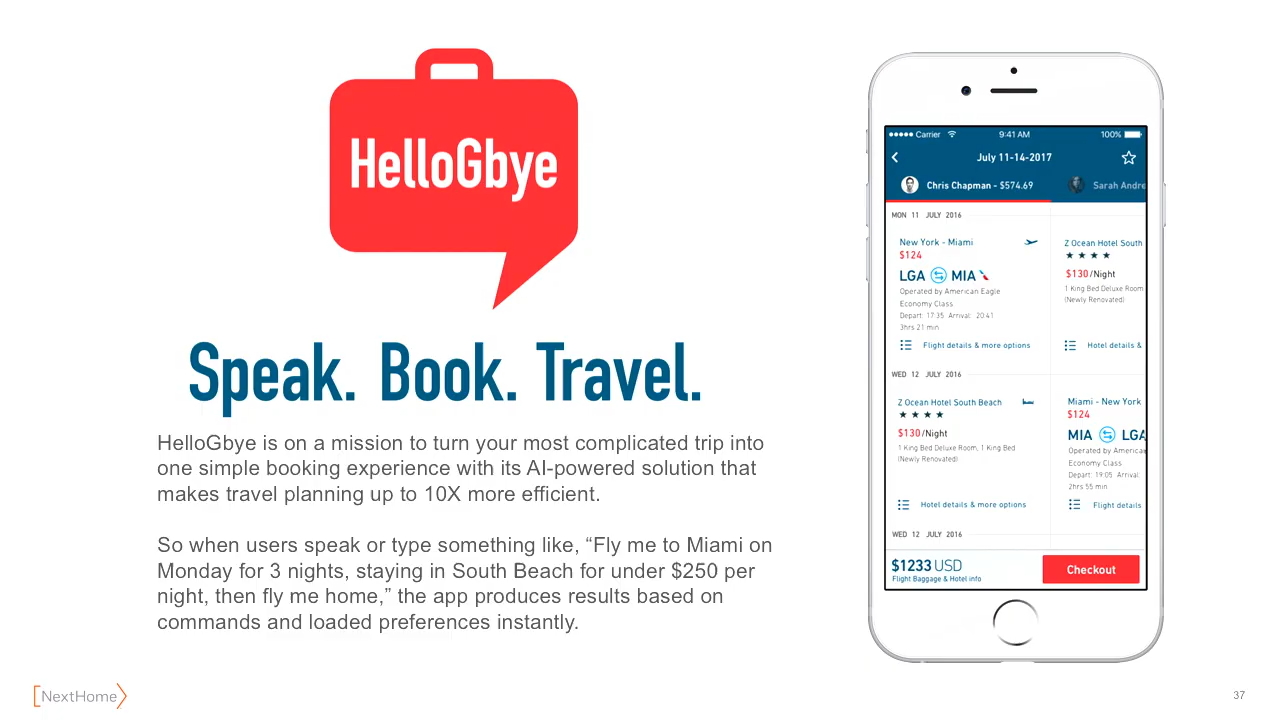 HelloGbye
Speak. Book. Travel.
HelloGbye is on a mission to turn your most complicated trip into
one simple booking experience with its AI-powered solution that
makes travel planning up to 10X more efficient.
So when users speak or type something like, “Fly me to Miami on
Monday for 3 nights, staying in South Beach for under $250 per
night, then fly me home,” the app produces results based on
commands and loaded preferences instantly.
Carrier 9:41 AM 100%
July 11-14-2017
Chris Chapman - $574.69 Sarah Andre
MON 11 JULY 2016
New York - Miami
$124
LGA MIA
Operated by American Eagle
Economy Class
Depart: 17:35 Arrival: 20:41
3hrs 21 min
Flight details & more options
Z Ocean Hotel South
$130/Night
1 King Bed Deluxe Room
(Newly Renovated)
Hotel details &
WED 12 JULY 2016
Z Ocean Hotel South Beach
$130/Night
1 King Bed Deluxe Room, 1 King Bed
(Newly Renovated)
Hotel details & more options
Miami - New York
$124
MIA LGA
Operated by America
Economy Class
Depart: 19:05 Arrival:
2hrs 55 min
Flight details
WED 12 JULY 2016
$1233 USD
Flight Baggage & Hotel info
Checkout
NextHome
37